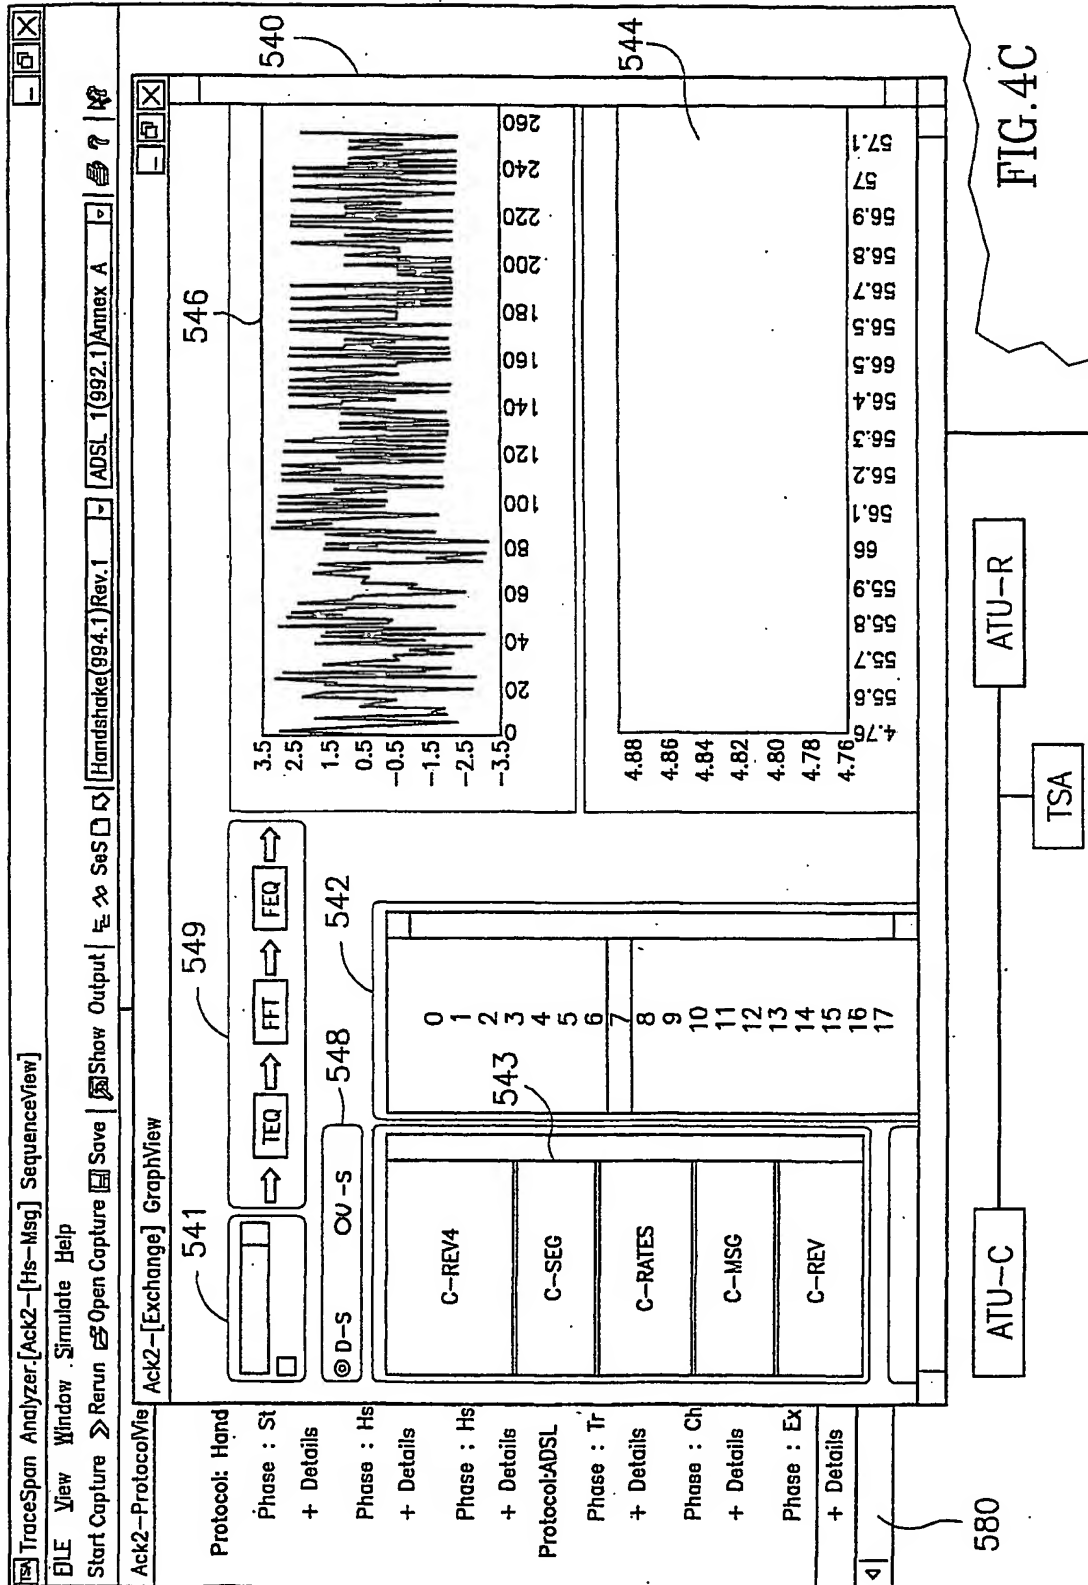 TSA TraceSpan Analyzer.[Ack2-[Hs-Msg] SequenceView]
FILE View Window Simulate Help
Start Capture Rerun Open Capture Save Show Output SeS Handshake(994.1)Rev.1 ADSL 1(992.1)Annex A
Ack2-ProtocolVie
Protocol: Hand
Phase : St
+ Details
Phase : Hs
+ Details
Phase : Hs
+ Details
Protocol:ADSL
Phase : Tr
+ Details
Phase : Ch
+ Details
Phase : Ex
+ Details
580
Ack2-[Exchange] GraphView
541
549
TEQ
FFT
FEQ
D-S
U-S
548
542
543
C-REV4
C-SEG
C-RATES
C-MSG
C-REV
0
1
2
3
4
5
6
7
8
9
10
11
12
13
14
15
16
17
546
540
3.5
2.5
1.5
0.5
-0.5
-1.5
-2.5
-3.5
0 20 40 60 80 100 120 140 160 180 200 220 240 260
544
4.88
4.86
4.84
4.82
4.80
4.78
4.76
4.76 55.6 55.7 55.8 55.9 66 56.1 56.2 56.3 56.4 66.5 56.5 56.7 56.8 56.9 57 57.1
ATU-C
TSA
ATU-R
FIG.4C